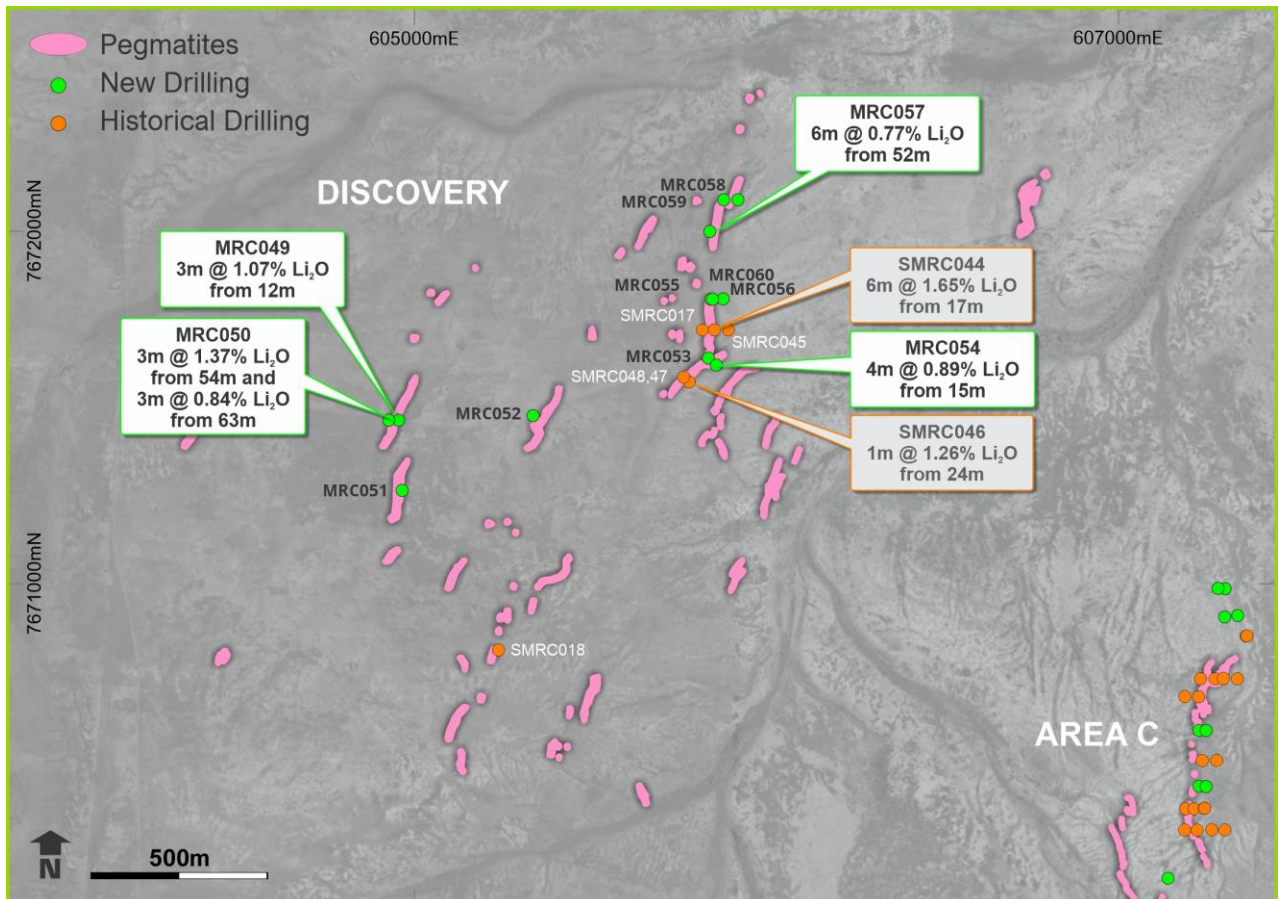 605000mE
607000mE
Pegmatites
New Drilling
Historical Drilling
7672000mN
7671000mN
DISCOVERY
MRC057
6m @ 0.77% Li₂O
from 52m
MRC058
MRC059
MRC049
3m @ 1.07% Li₂O
from 12m
MRC050
3m @ 1.37% Li₂O
from 54m and
3m @ 0.84% Li₂O
from 63m
MRC055
MRC060
MRC056
SMRC017
SMRC045
SMRC044
6m @ 1.65% Li₂O
from 17m
MRC053
MRC054
4m @ 0.89% Li₂O
from 15m
SMRC048,47
SMRC046
1m @ 1.26% Li₂O
from 24m
MRC052
MRC051
SMRC018
AREA C
N
500m